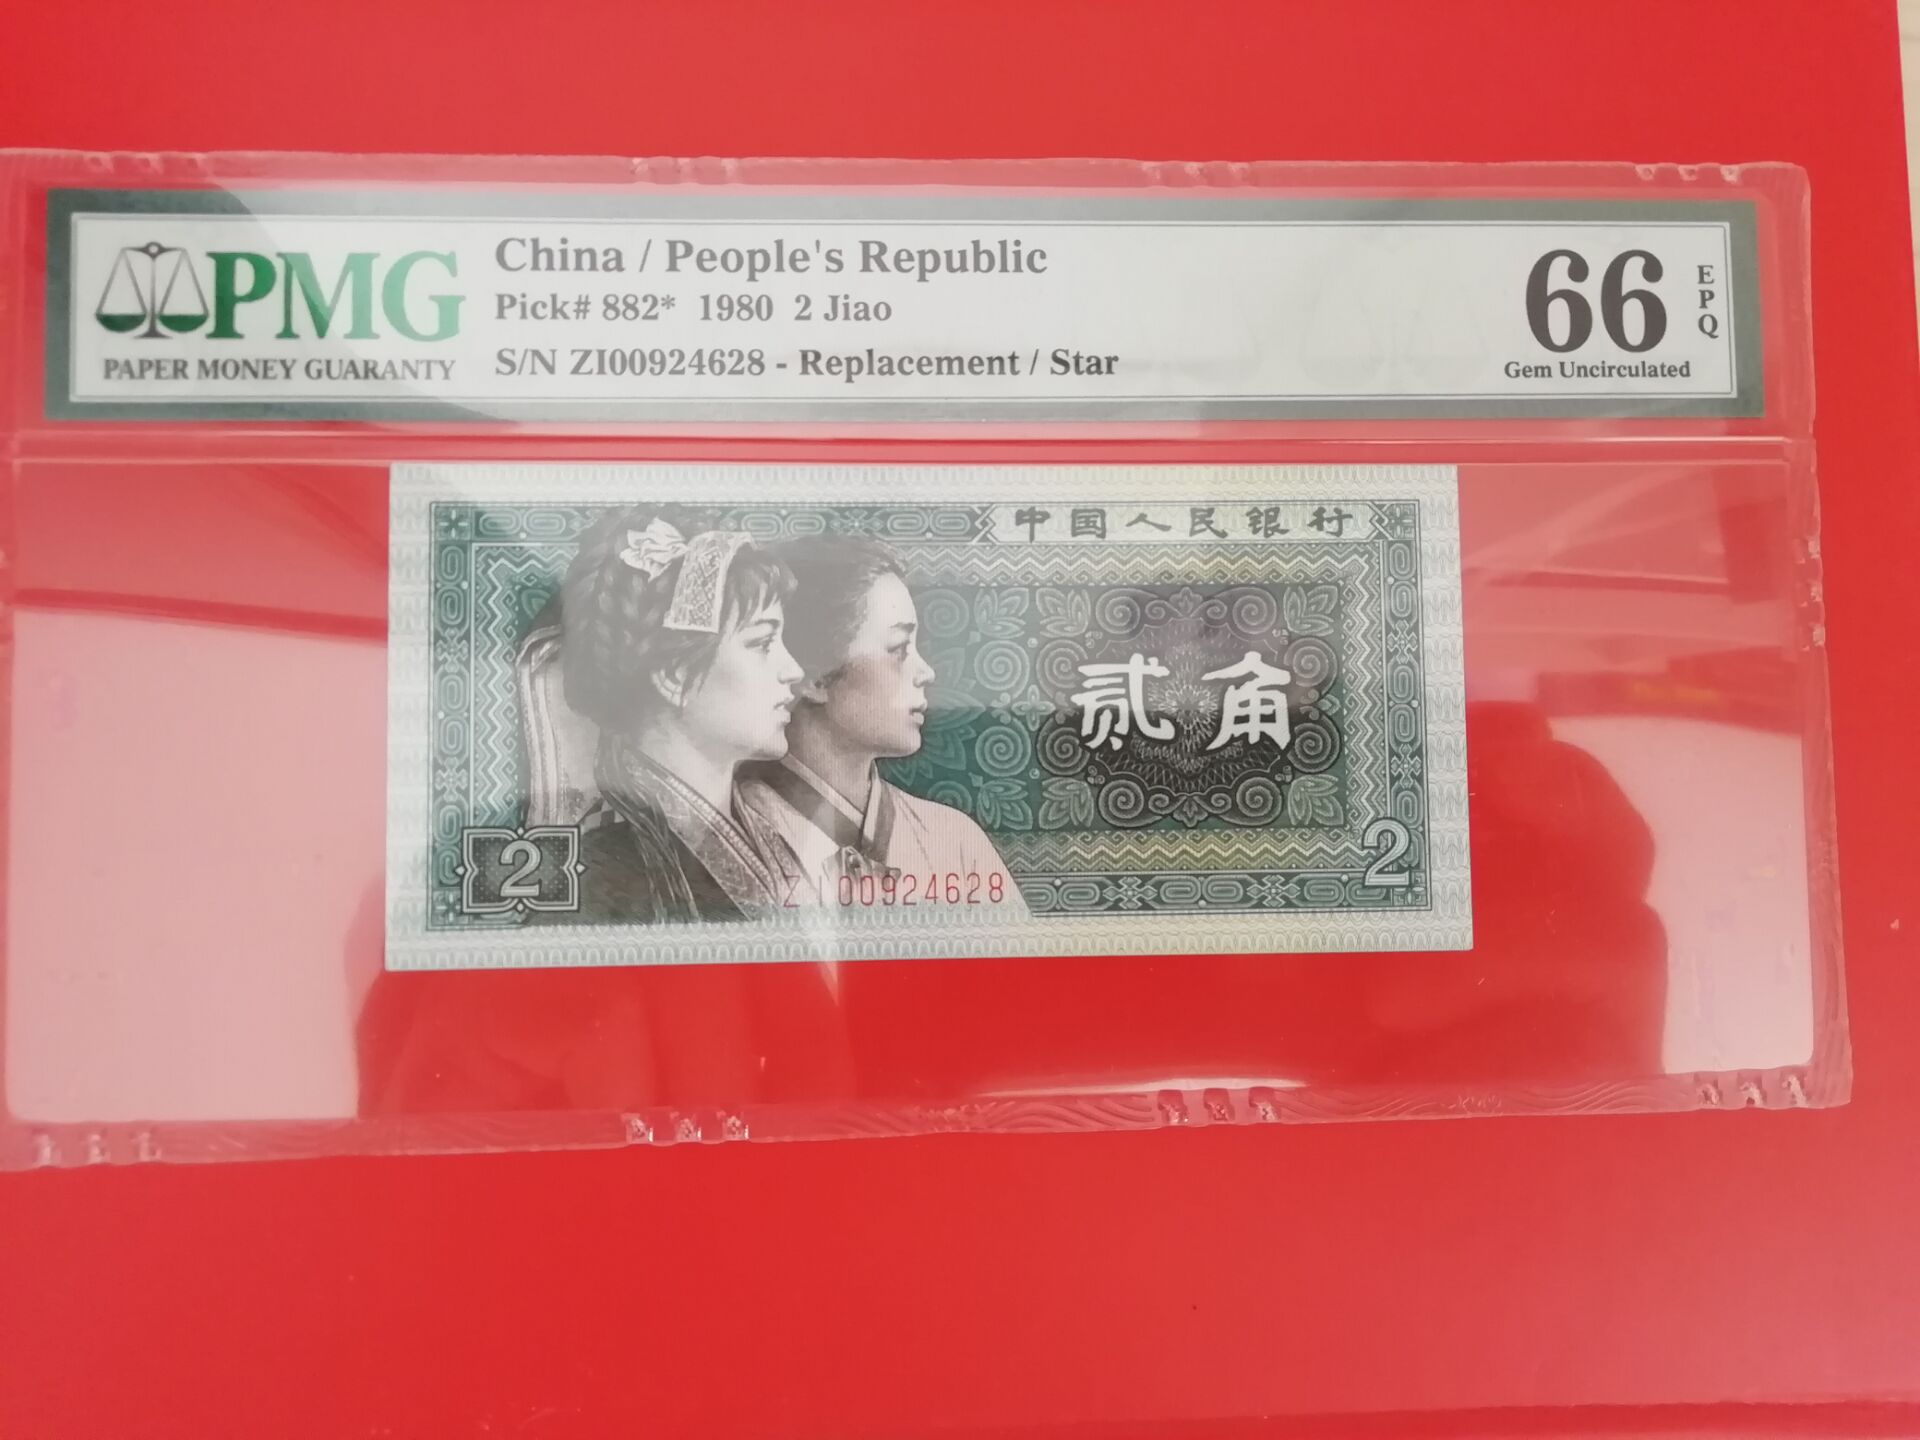 PMG
PAPER MONEY GUARANTY
China / People's Republic
Pick# 882* 1980 2 Jiao
S/N ZI00924628 - Replacement / Star
66
EPQ
Gem Uncirculated
中国人民银行
贰角
2
ZI00924628
2